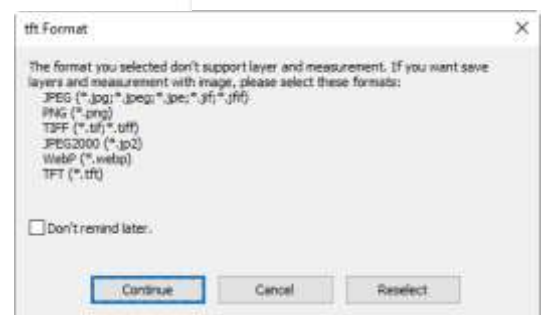 tft Format
The format you selected don't support layer and measurement. If you want save
layers and measurement with image, please select these formats:
JPEG (*.jpg;*.jpeg;*.jpe;*.jif;*.jfif)
PNG (*.png)
TIFF (*.tif;*.tiff)
JPEG2000 (*.jp2)
WebP (*.webp)
TFT (*.tft)
Don't remind later.
Continue
Cancel
Reselect